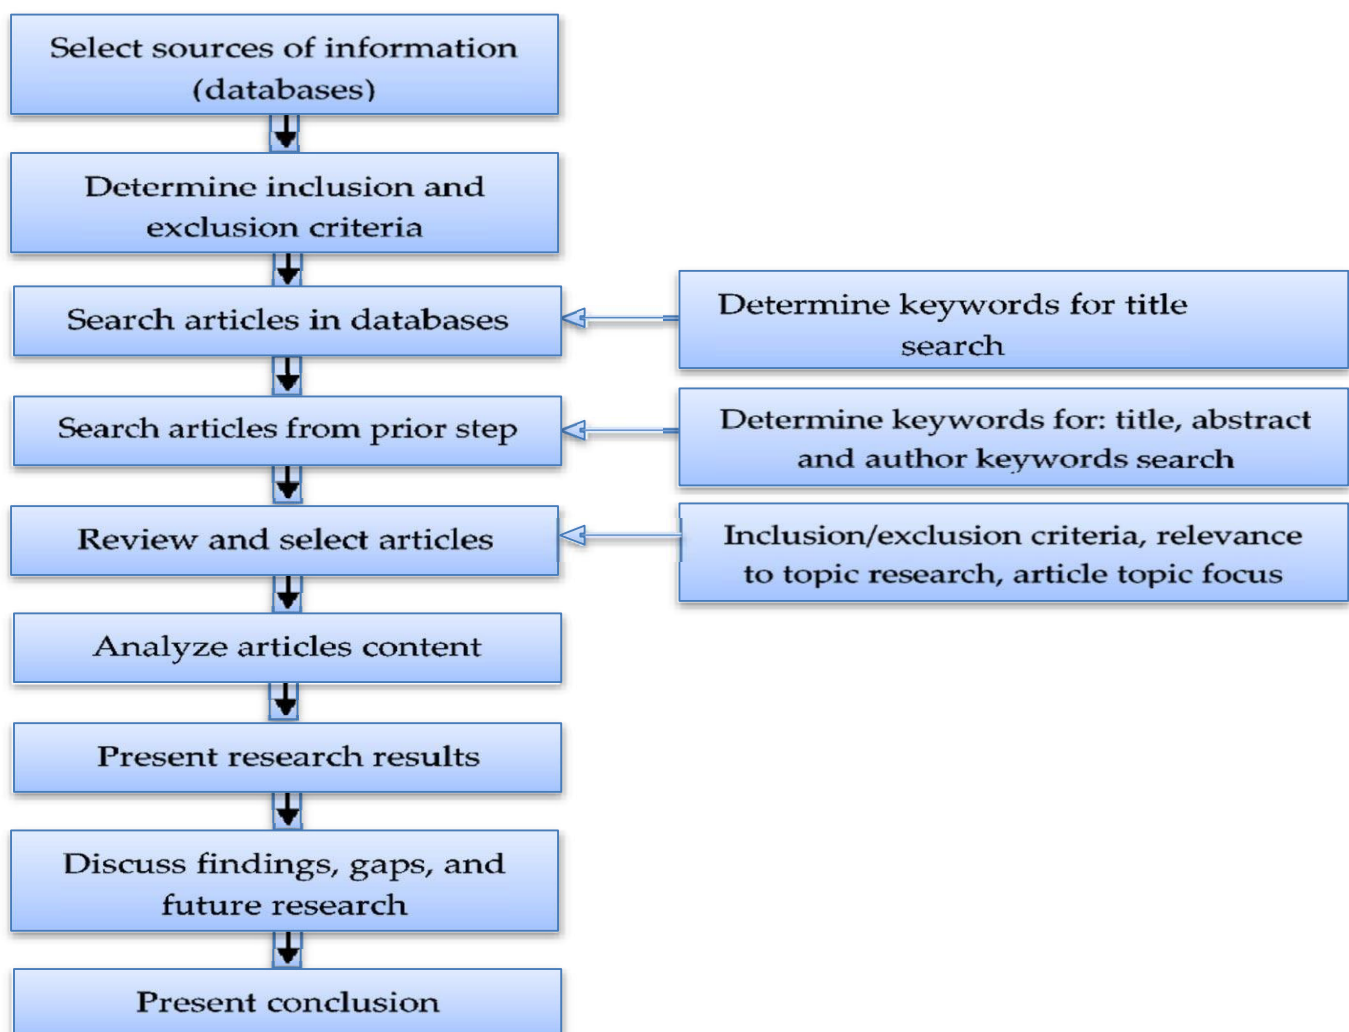 Select sources of information
(databases)
Determine inclusion and
exclusion criteria
Search articles in databases
Determine keywords for title
search
Search articles from prior step
Determine keywords for: title, abstract
and author keywords search
Review and select articles
Inclusion/exclusion criteria, relevance
to topic research, article topic focus
Analyze articles content
Present research results
Discuss findings, gaps, and
future research
Present conclusion